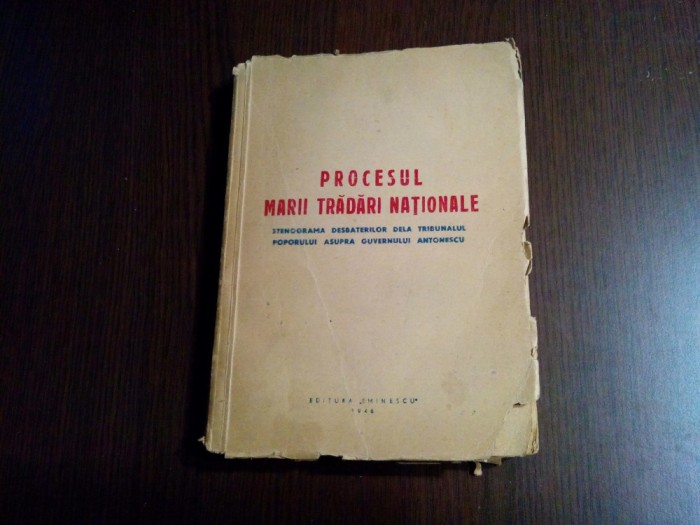 PROCESUL
MARII TRĂDĂRI NAȚIONALE
STENOGRAMA DESBATERILOR DELA TRIBUNALUL
POPORULUI ASUPRA GUVERNULUI ANTONESCU
EDITURA „EMINESCU"
1946